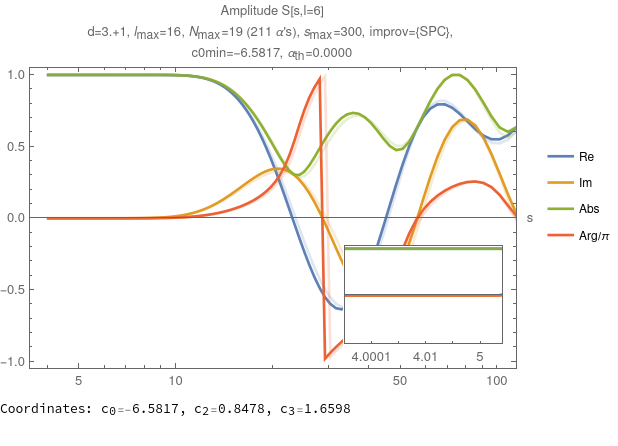 Amplitude S[s,l=6]
d=3.+1, lmax=16, Nmax=19 (211 α's), smax=300, improv={SPC},
c0min=−6.5817, αth=0.0000
1.0
0.5
0.0
−0.5
−1.0
5
10
50
100
s
4.0001
4.01
5
Re
Im
Abs
Arg/π
Coordinates: c0=-6.5817, c2=0.8478, c3=1.6598